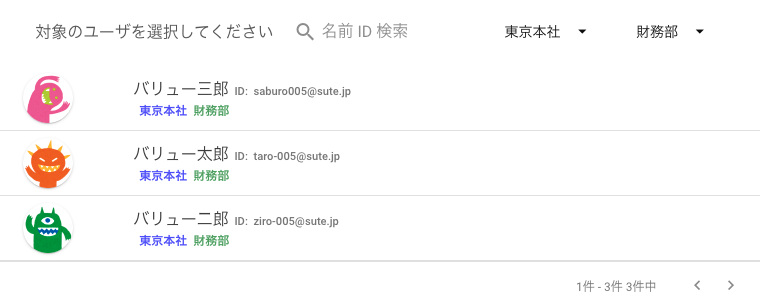 対象のユーザを選択してください 名前 ID 検索 東京本社 財務部
バリュー三郎 ID: saburo005@sute.jp
東京本社 財務部
バリュー太郎 ID: taro-005@sute.jp
東京本社 財務部
バリュー二郎 ID: ziro-005@sute.jp
東京本社 財務部
1件 - 3件 3件中